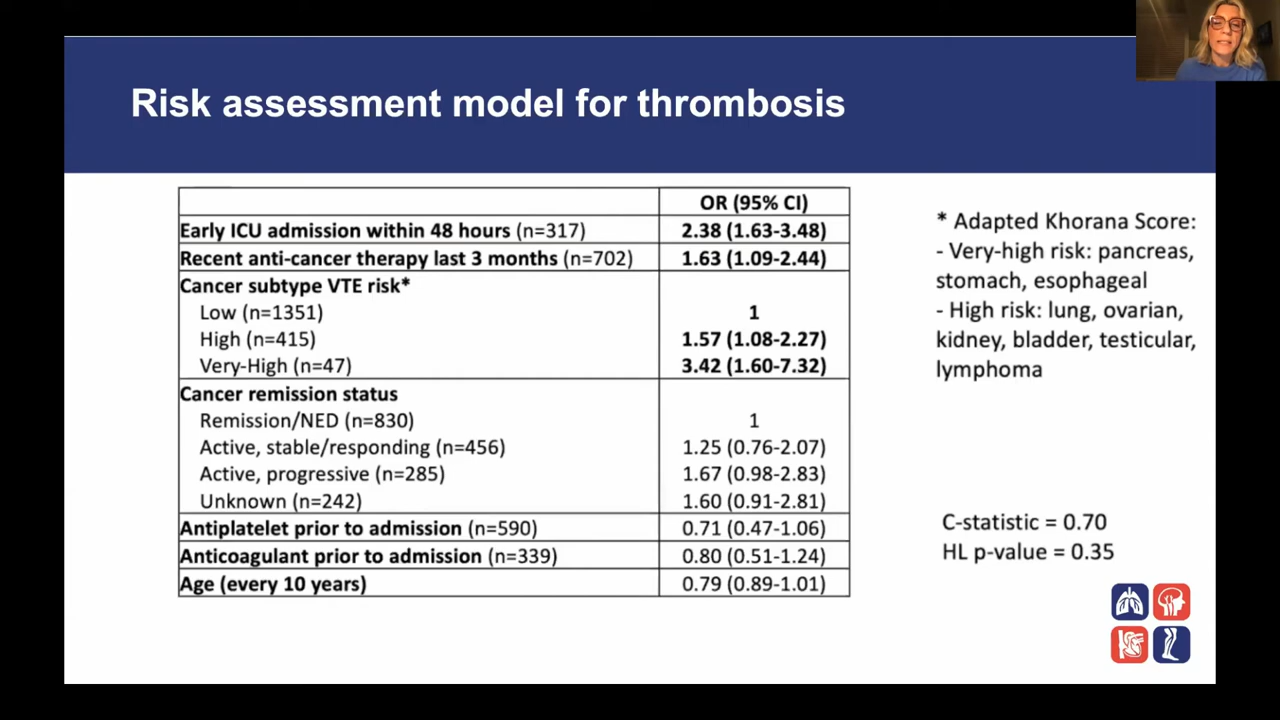 Risk assessment model for thrombosis
OR (95% CI)
Early ICU admission within 48 hours (n=317) 2.38 (1.63-3.48)
Recent anti-cancer therapy last 3 months (n=702) 1.63 (1.09-2.44)
Cancer subtype VTE risk*
Low (n=1351) 1
High (n=415) 1.57 (1.08-2.27)
Very-High (n=47) 3.42 (1.60-7.32)
Cancer remission status
Remission/NED (n=830) 1
Active, stable/responding (n=456) 1.25 (0.76-2.07)
Active, progressive (n=285) 1.67 (0.98-2.83)
Unknown (n=242) 1.60 (0.91-2.81)
Antiplatelet prior to admission (n=590) 0.71 (0.47-1.06)
Anticoagulant prior to admission (n=339) 0.80 (0.51-1.24)
Age (every 10 years) 0.79 (0.89-1.01)
* Adapted Khorana Score:
- Very-high risk: pancreas,
stomach, esophageal
- High risk: lung, ovarian,
kidney, bladder, testicular,
lymphoma
C-statistic = 0.70
HL p-value = 0.35